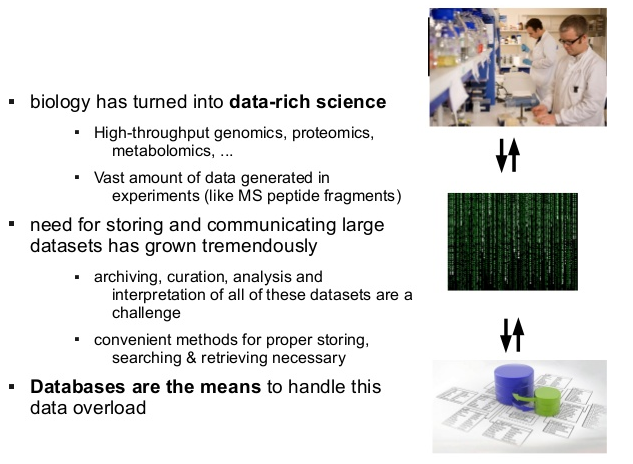 ▪ biology has turned into data-rich science
▪ High-throughput genomics, proteomics,
metabolomics, ...
▪ Vast amount of data generated in
experiments (like MS peptide fragments)
▪ need for storing and communicating large
datasets has grown tremendously
▪ archiving, curation, analysis and
interpretation of all of these datasets are a
challenge
▪ convenient methods for proper storing,
searching & retrieving necessary
▪ Databases are the means to handle this
data overload